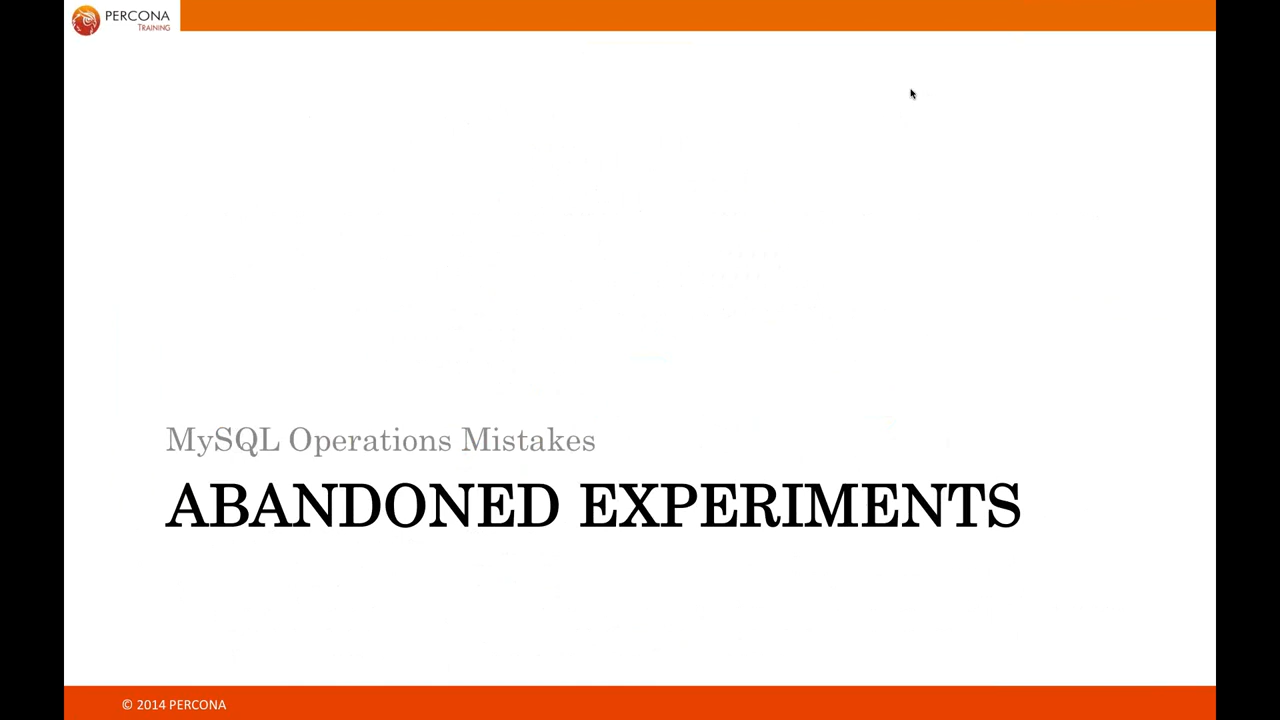 PERCONA
TRAINING
MySQL Operations Mistakes
ABANDONED EXPERIMENTS
© 2014 PERCONA